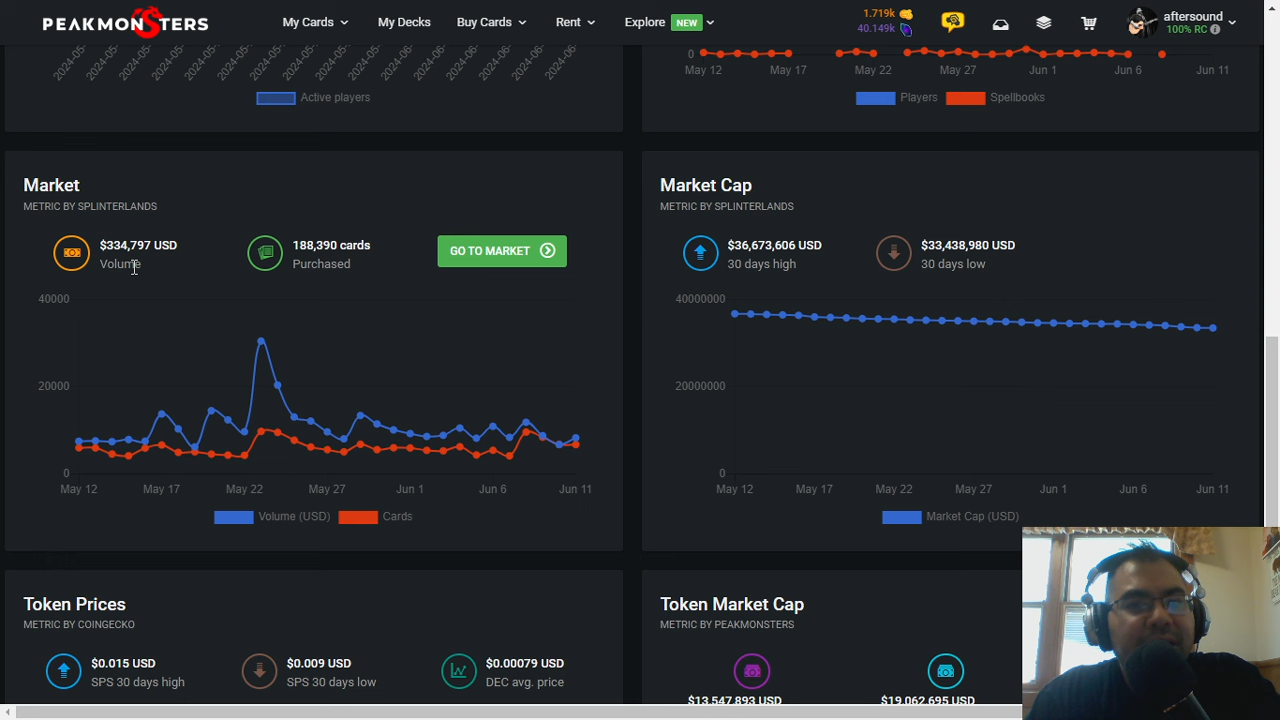 PEAKMONSTERS
My Cards
My Decks
Buy Cards
Rent
Explore NEW
1.719k
40.149k
aftersound
100% RC
0
May 12 May 17 May 22 May 27 Jun 1 Jun 6 Jun 11
Active players
Players Spellbooks
Market
METRIC BY SPLINTERLANDS
$334,797 USD
Volume
188,390 cards
Purchased
GO TO MARKET
40000
20000
0
May 12 May 17 May 22 May 27 Jun 1 Jun 6 Jun 11
Volume (USD) Cards
Market Cap
METRIC BY SPLINTERLANDS
$36,673,606 USD
30 days high
$33,438,980 USD
30 days low
40000000
20000000
0
May 12 May 17 May 22 May 27 Jun 1 Jun 6 Jun 11
Market Cap (USD)
Token Prices
METRIC BY COINGECKO
$0.015 USD
SPS 30 days high
$0.009 USD
SPS 30 days low
$0.00079 USD
DEC avg. price
Token Market Cap
METRIC BY PEAKMONSTERS
$13,547,893 USD
$19,062,695 USD